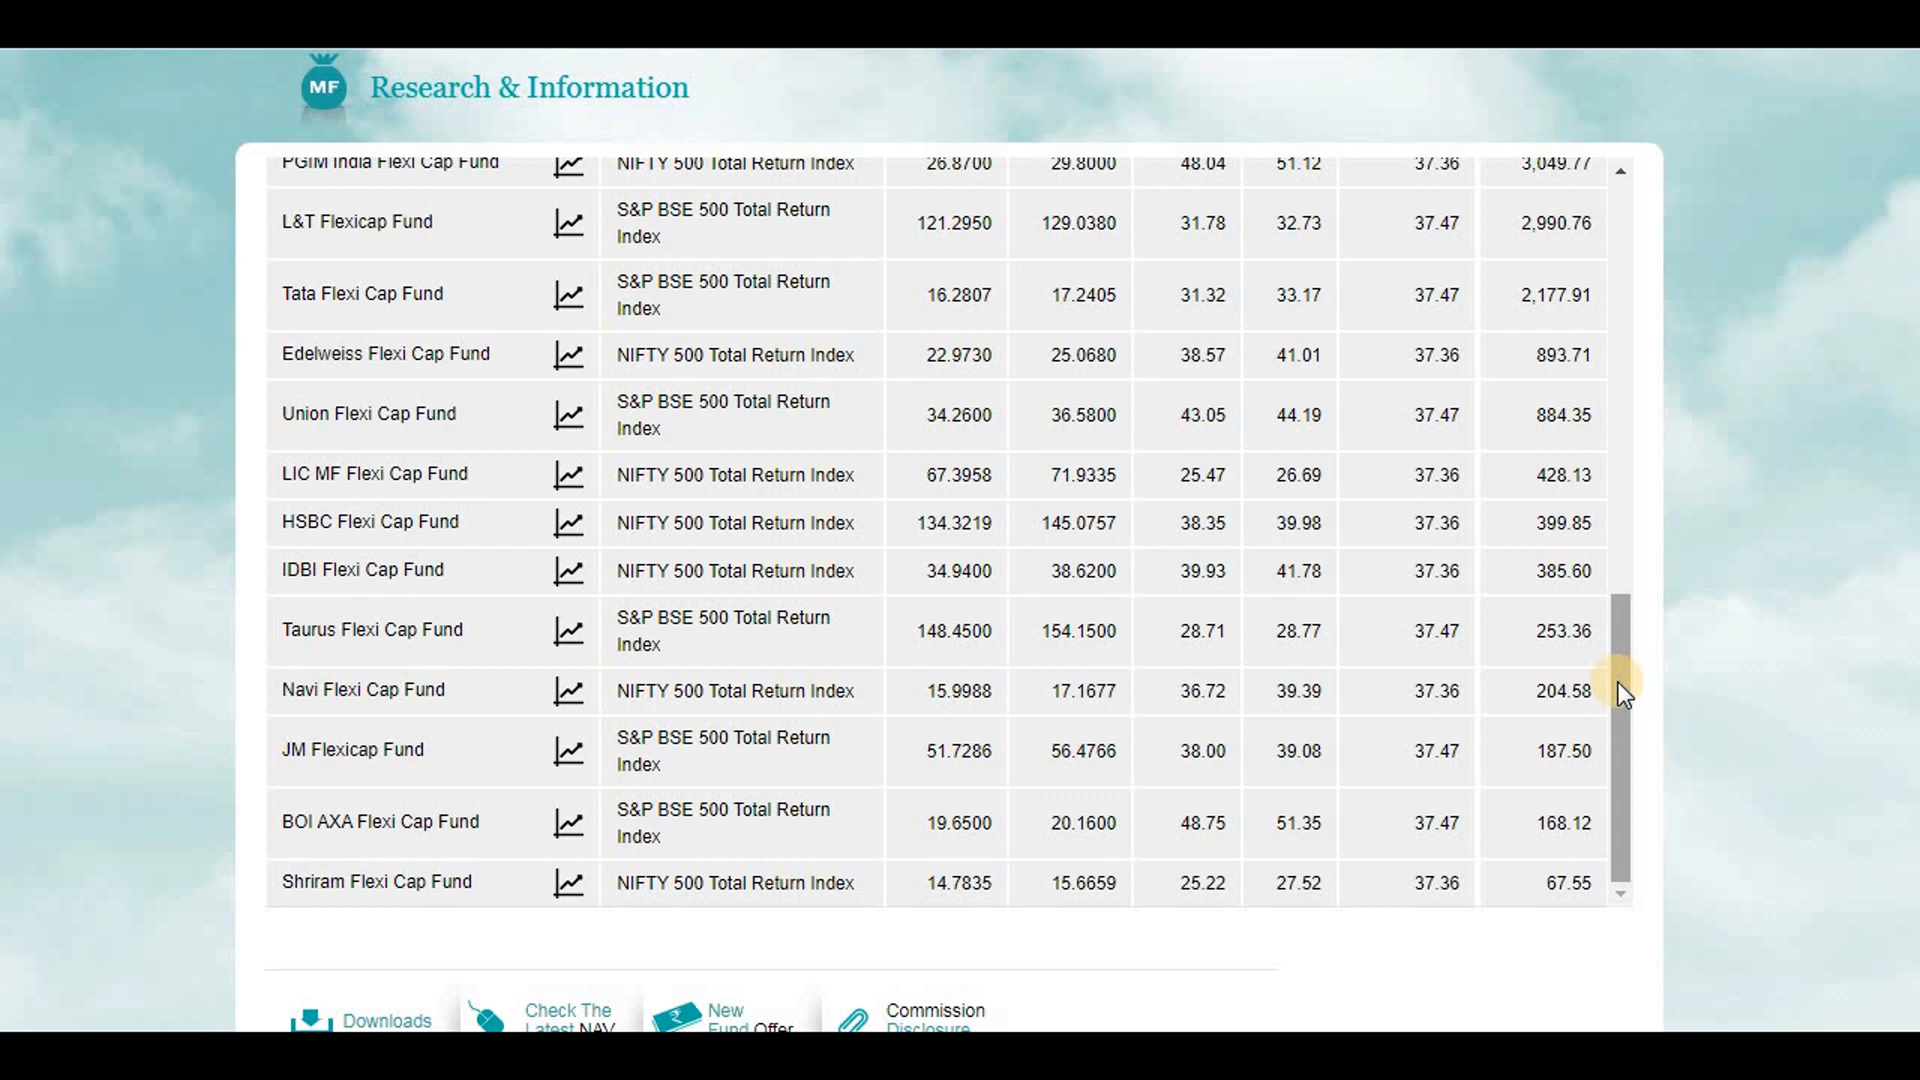 MF Research & Information
PGIM India Flexi Cap Fund NIFTY 500 Total Return Index 26.8700 29.8000 48.04 51.12 37.36 3,049.77
L&T Flexicap Fund S&P BSE 500 Total Return Index 121.2950 129.0380 31.78 32.73 37.47 2,990.76
Tata Flexi Cap Fund S&P BSE 500 Total Return Index 16.2807 17.2405 31.32 33.17 37.47 2,177.91
Edelweiss Flexi Cap Fund NIFTY 500 Total Return Index 22.9730 25.0680 38.57 41.01 37.36 893.71
Union Flexi Cap Fund S&P BSE 500 Total Return Index 34.2600 36.5800 43.05 44.19 37.47 884.35
LIC MF Flexi Cap Fund NIFTY 500 Total Return Index 67.3958 71.9335 25.47 26.69 37.36 428.13
HSBC Flexi Cap Fund NIFTY 500 Total Return Index 134.3219 145.0757 38.35 39.98 37.36 399.85
IDBI Flexi Cap Fund NIFTY 500 Total Return Index 34.9400 38.6200 39.93 41.78 37.36 385.60
Taurus Flexi Cap Fund S&P BSE 500 Total Return Index 148.4500 154.1500 28.71 28.77 37.47 253.36
Navi Flexi Cap Fund NIFTY 500 Total Return Index 15.9988 17.1677 36.72 39.39 37.36 204.58
JM Flexicap Fund S&P BSE 500 Total Return Index 51.7286 56.4766 38.00 39.08 37.47 187.50
BOI AXA Flexi Cap Fund S&P BSE 500 Total Return Index 19.6500 20.1600 48.75 51.35 37.47 168.12
Shriram Flexi Cap Fund NIFTY 500 Total Return Index 14.7835 15.6659 25.22 27.52 37.36 67.55
Downloads
Check The
Latest NAV
New
Fund Offer
Commission
Disclosure